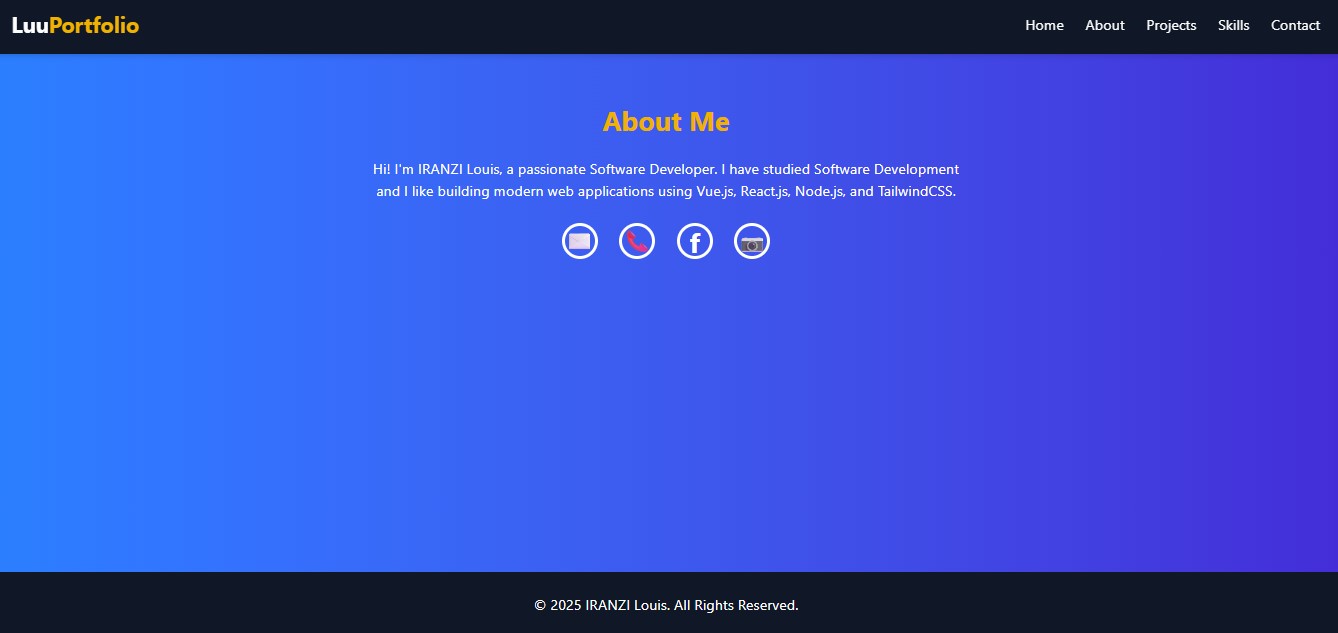 LuuPortfolio
Home About Projects Skills Contact
About Me
Hi! I'm IRANZI Louis, a passionate Software Developer. I have studied Software Development
and I like building modern web applications using Vue.js, React.js, Node.js, and TailwindCSS.
f
© 2025 IRANZI Louis. All Rights Reserved.